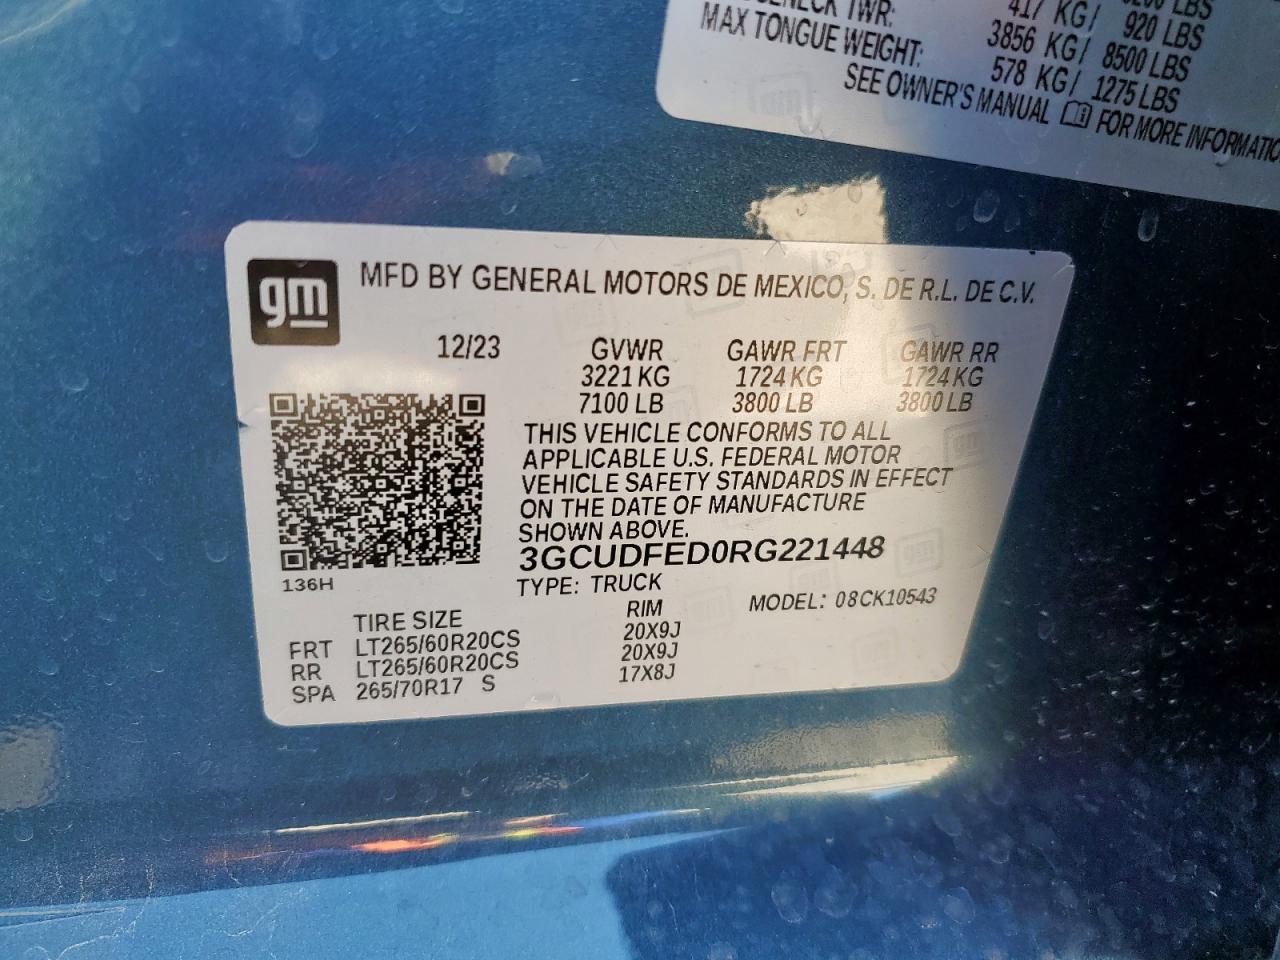 200 LBS
417 KG/ 920 LBS
TWR: 3856 KG/ 8500 LBS
MAX TONGUE WEIGHT: 578 KG/ 1275 LBS
SEE OWNER'S MANUAL FOR MORE INFORMATIO
gm
MFD BY GENERAL MOTORS DE MEXICO, S. DE R.L. DE C.V.
12/23 GVWR GAWR FRT GAWR RR
3221 KG 1724 KG 1724 KG
7100 LB 3800 LB 3800 LB
THIS VEHICLE CONFORMS TO ALL
APPLICABLE U.S. FEDERAL MOTOR
VEHICLE SAFETY STANDARDS IN EFFECT
ON THE DATE OF MANUFACTURE
SHOWN ABOVE.
3GCUDFED0RG221448
136H
TYPE: TRUCK
MODEL: 08CK10543
TIRE SIZE RIM
FRT LT265/60R20CS 20X9J
RR LT265/60R20CS 20X9J
SPA 265/70R17 S 17X8J